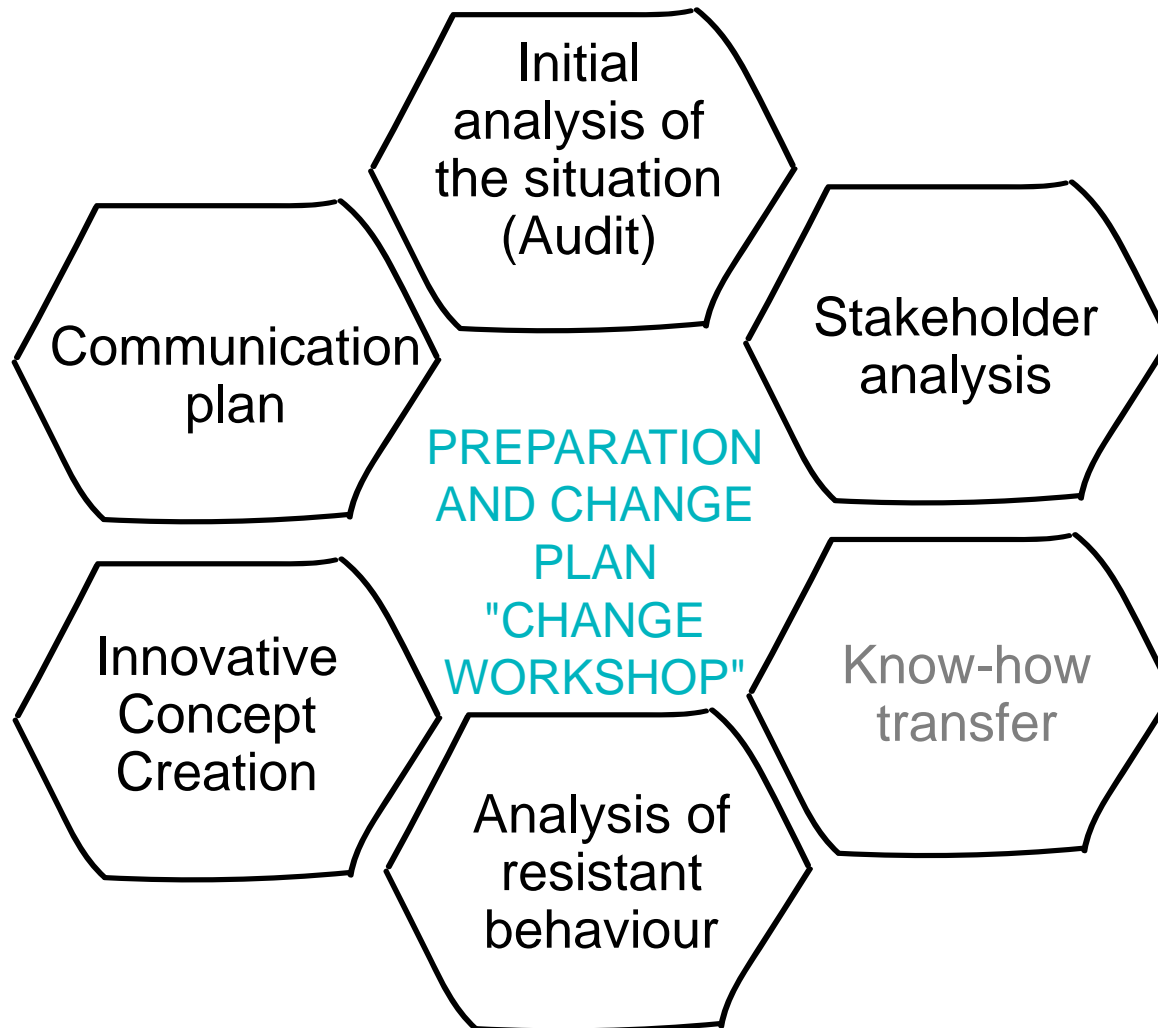 Initial
analysis of
the situation
(Audit)
Stakeholder
analysis
Know-how
transfer
Analysis of
resistant
behaviour
Innovative
Concept
Creation
Communication
plan
PREPARATION
AND CHANGE
PLAN
"CHANGE
WORKSHOP"